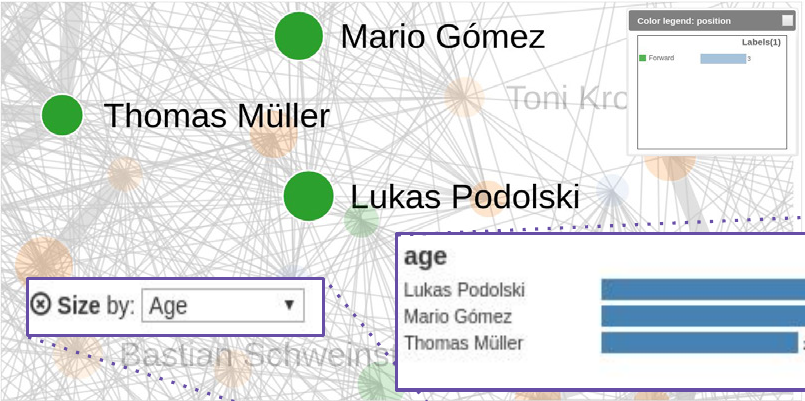 Mario Gómez
Color legend: position
Labels(1)
Forward 3
Toni Kro
Thomas Müller
Lukas Podolski
age
Lukas Podolski
Mario Gómez
Thomas Müller
Size by: Age
Bastian Schweins